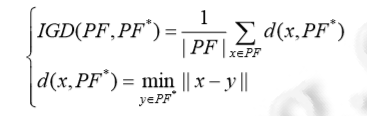 IGD(PF, PF*) = 1 / | PF | ∑_{x∈PF} d(x, PF*)
d(x, PF*) = min_{y∈PF*} || x − y ||